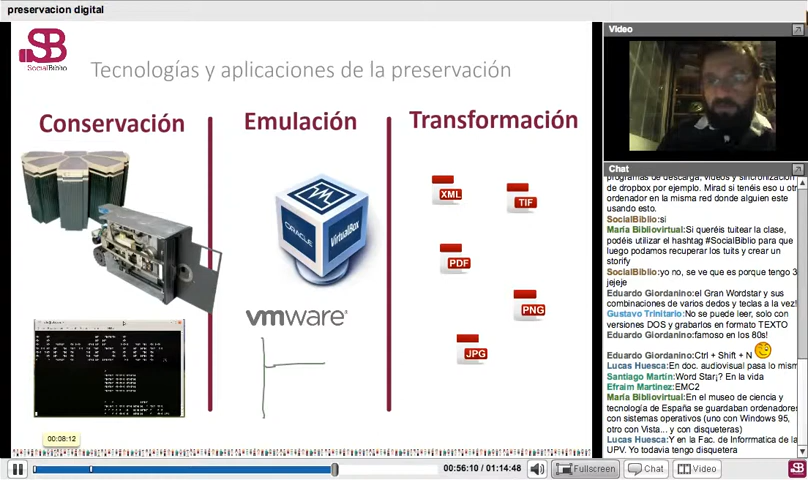 preservacion digital
SB
SocialBiblio
Tecnologías y aplicaciones de la preservación
Conservación
Emulación
Transformación
WordStar
ORACLE
VirtualBox
vmware
XML
TIF
PDF
PNG
JPG
00:08:12
00:56:10 / 01:14:48
Fullscreen
Chat
Video
SB
Video
Chat
programas de descarga, videos y sincronización
de dropbox por ejemplo. Mirad si tenéis eso u otr
ordenador en la misma red donde alguien este
usando esto.
SocialBiblio:si
Maria Bibliovirtual:Si queréis tuitear la clase,
podéis utilizar el hashtag #SocialBiblio para que
luego podamos recuperar los tuits y crear un
storify
SocialBiblio:yo no, se ve que es porque tengo 3
jejeje
Eduardo Giordanino:el Gran Wordstar y sus
combinaciones de varios dedos y teclas a la vez!
Gustavo Trinitario:No se puede leer, solo con
versiones DOS y grabarlos en formato TEXTO
Eduardo Giordanino:famoso en los 80s!
Eduardo Giordanino:Ctrl + Shift + N
Lucas Huesca:En doc. audiovisual pasa lo mism
Santiago Martín:Word Star¡? En la vida
Efraim Martinez:EMC2
Maria Bibliovirtual:En el museo de ciencia y
tecnología de España se guardaban ordenadores
con sistemas operativos (uno con Windows 95,
otro con Vista... y con disqueteras)
Lucas Huesca:Y en la Fac. de Informatica de la
UPV. Yo todavia tengo disquetera